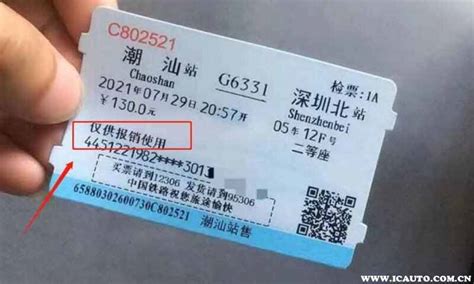 C802521
检票:1A
潮汕站 G6331 深圳北站
Chaoshan Shenzhenbei
2021年07月29日20:57开 05车12F号
￥130.0元 二等座
仅供报销使用
4451221982****3013
买票请到12306 发货请到95306
中国铁路祝您旅途愉快
65880302600730C802521 潮汕站售
www.icauto.com.cn